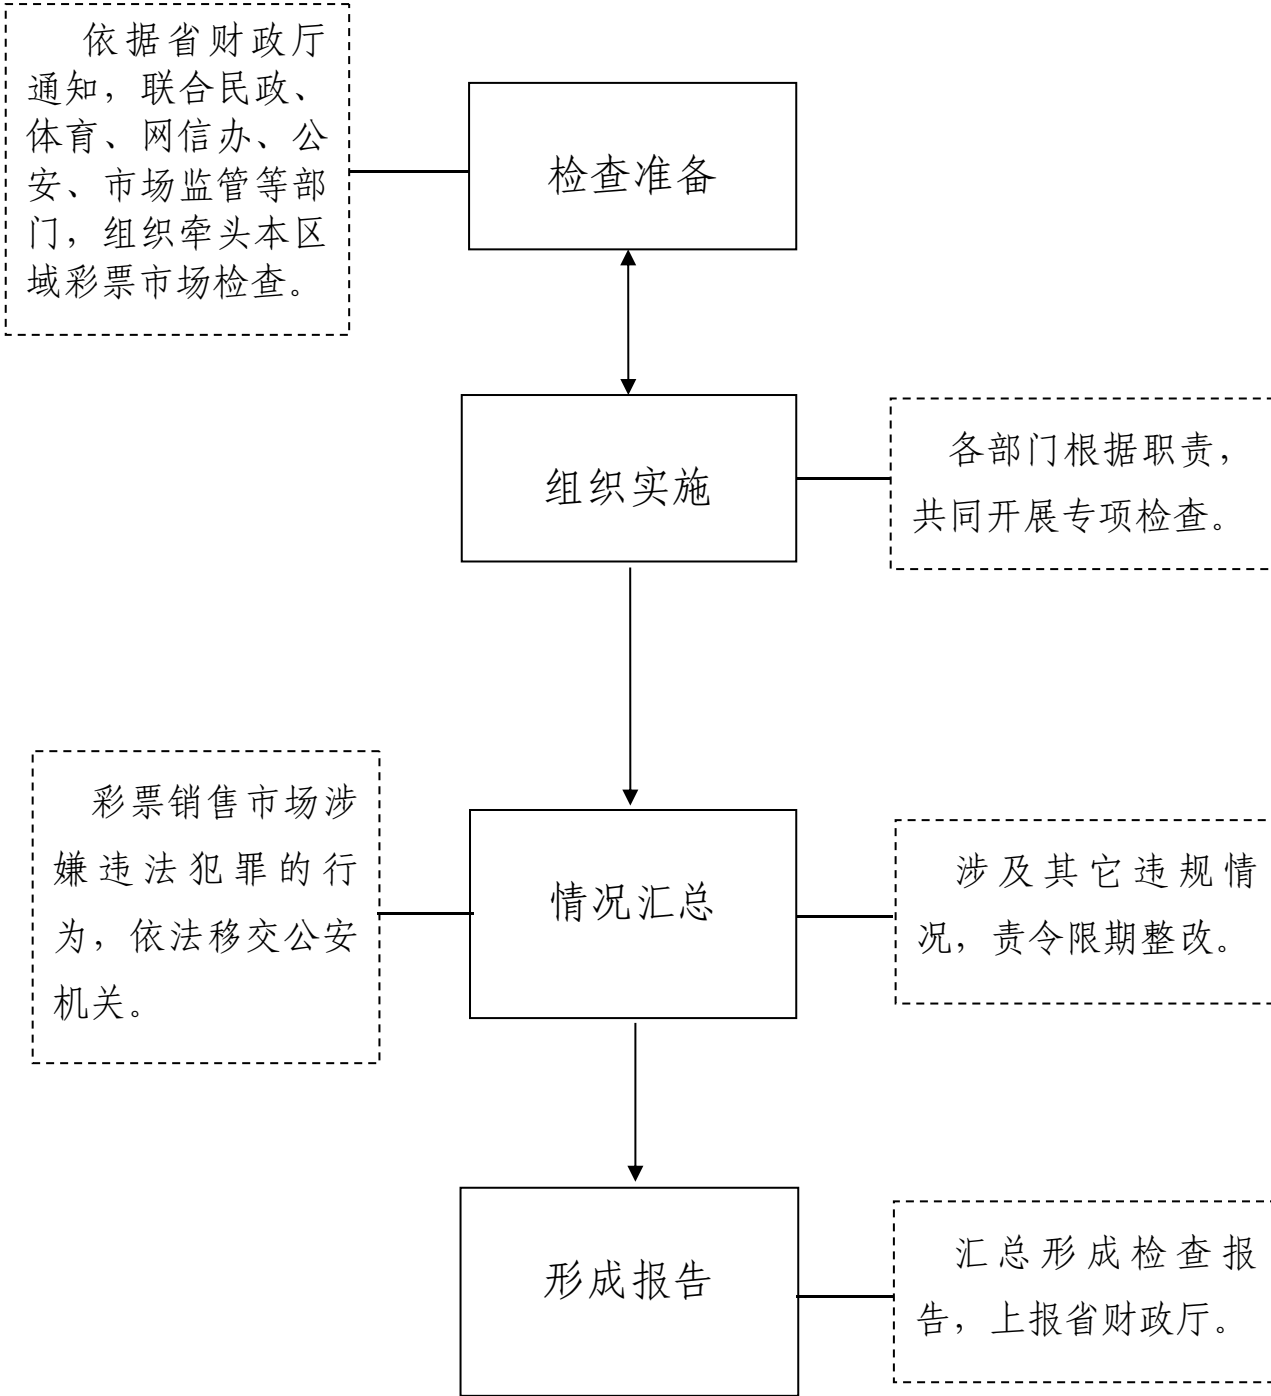 依据省财政厅
通知，联合民政、
体育、网信办、公
安、市场监管等部
门，组织牵头本区
域彩票市场检查。
检查准备
组织实施
各部门根据职责，
共同开展专项检查。
彩票销售市场涉
嫌违法犯罪的行
为，依法移交公安
机关。
情况汇总
涉及其它违规情
况，责令限期整改。
形成报告
汇总形成检查报
告，上报省财政厅。